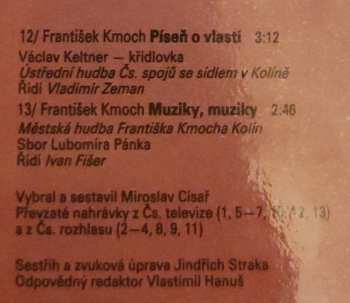 12/ František Kmoch Píseň o vlasti 3:12
Václav Keltner — křídlovka
Ústřední hudba Čs. spojů se sídlem v Kolíně
Řídí Vladimír Zeman
13/ František Kmoch Muziky, muziky 2:46
Městská hudba Františka Kmocha Kolín
Sbor Lubomíra Pánka
Řídí Ivan Fišer
Vybral a sestavil Miroslav Císař
Převzaté nahrávky z Čs. televize (1, 5—7, 10, 12, 13)
a z Čs. rozhlasu (2—4, 8, 9, 11)
Sestřih a zvuková úprava Jindřich Straka
Odpovědný redaktor Vlastimil Hanuš